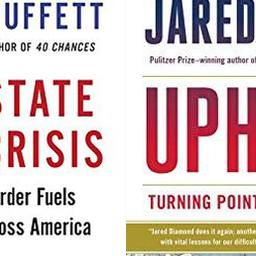 UFFETT
HOR OF 40 CHANCES
STATE
CRISIS
rder Fuels
oss America
JARED
Pulitzer Prize–winning author of
UPH
TURNING POINT
"Jared Diamond does it again; another
with vital lessons for our difficult